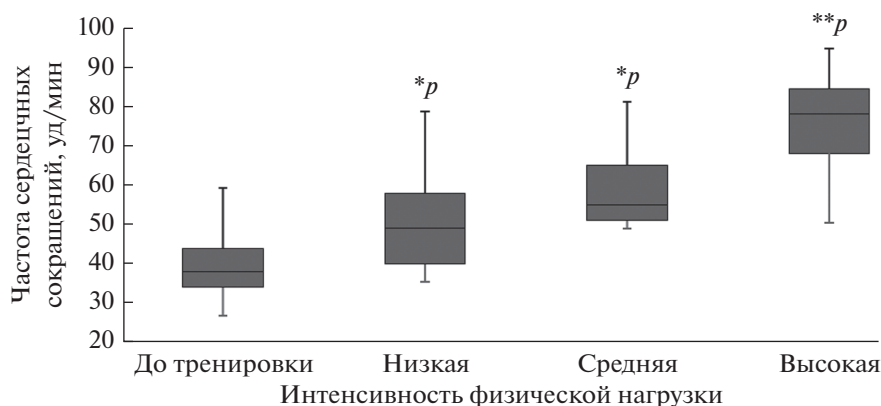 Частота сердецчных
сокращений, уд/мин
100
90
80
70
60
50
40
30
20
*p
*p
**p
До тренировки Низкая Средняя Высокая
Интенсивность физической нагрузки